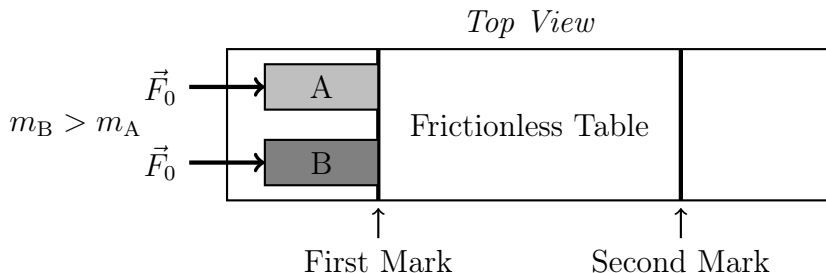 Top View
F⃗₀
A
m_B > m_A
Frictionless Table
F⃗₀
B
First Mark
Second Mark